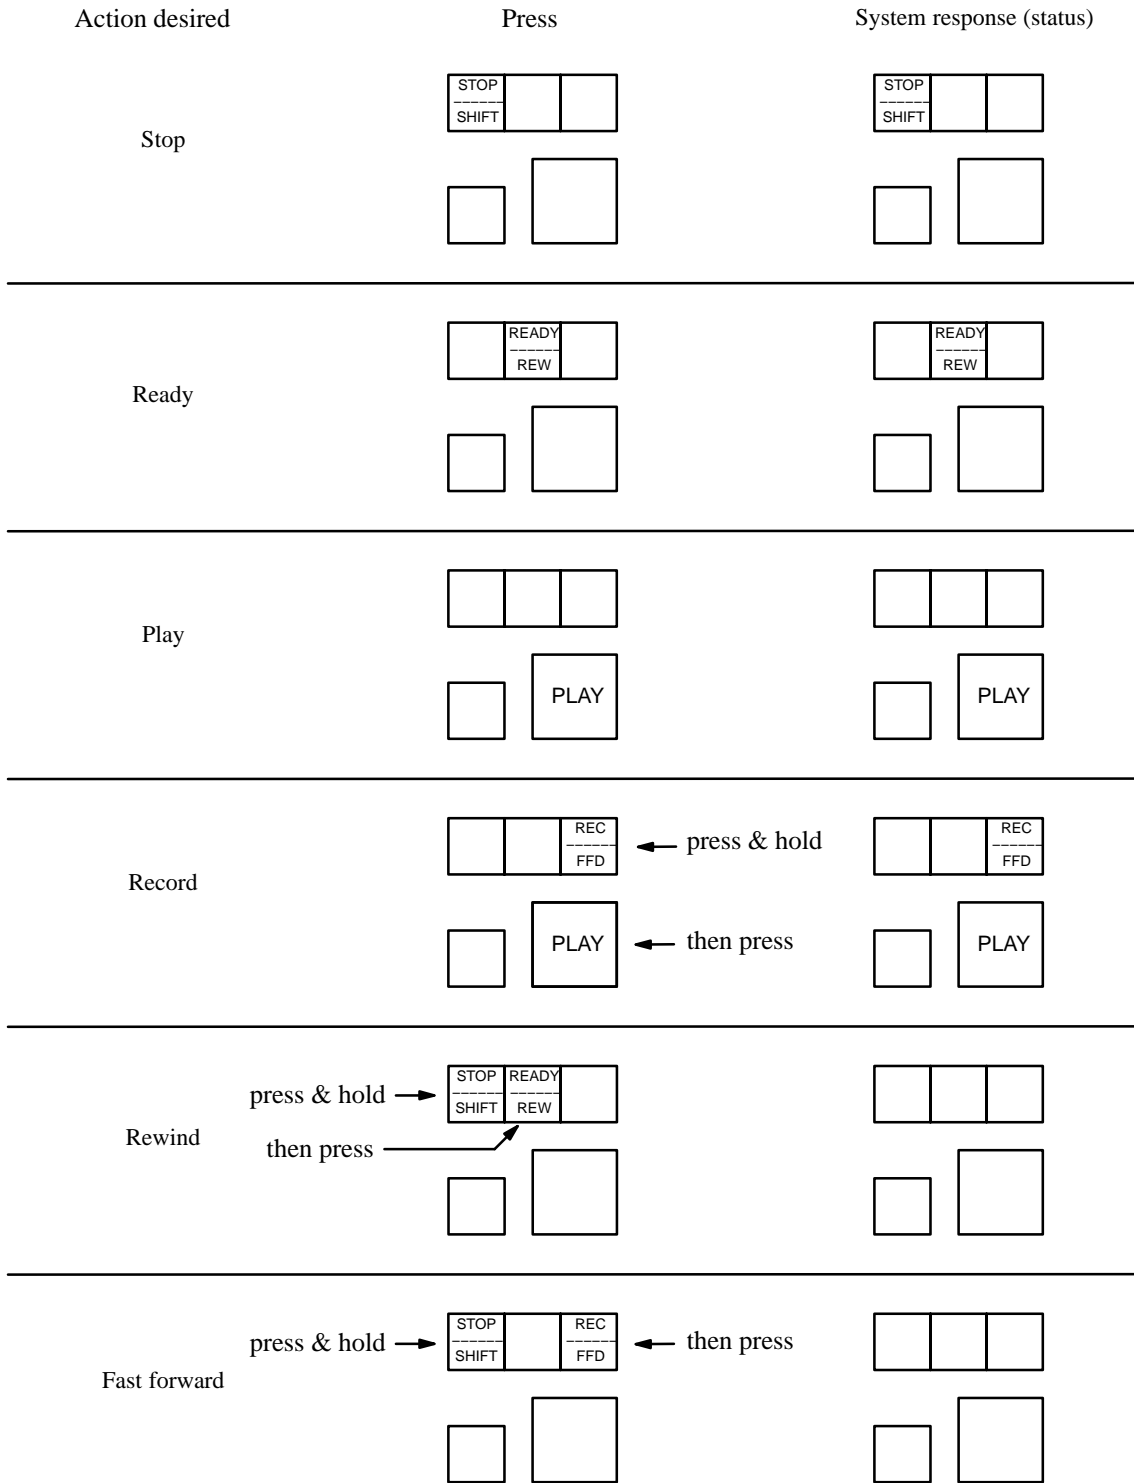 Action desired Press System response (status)
STOP STOP
------ ------
SHIFT SHIFT
Stop
READY READY
------ ------
REW REW
Ready
Play
PLAY PLAY
REC press & hold REC
------ ------
FFD FFD
Record
PLAY then press PLAY
STOP READY
press & hold ------ ------
SHIFT REW
Rewind
then press
STOP REC
press & hold ------ ------ then press
SHIFT FFD
Fast forward